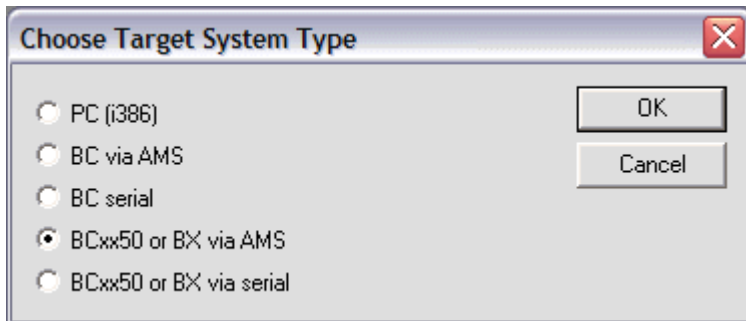 Choose Target System Type
PC (i386)
OK
BC via AMS
Cancel
BC serial
BCxx50 or BX via AMS
BCxx50 or BX via serial